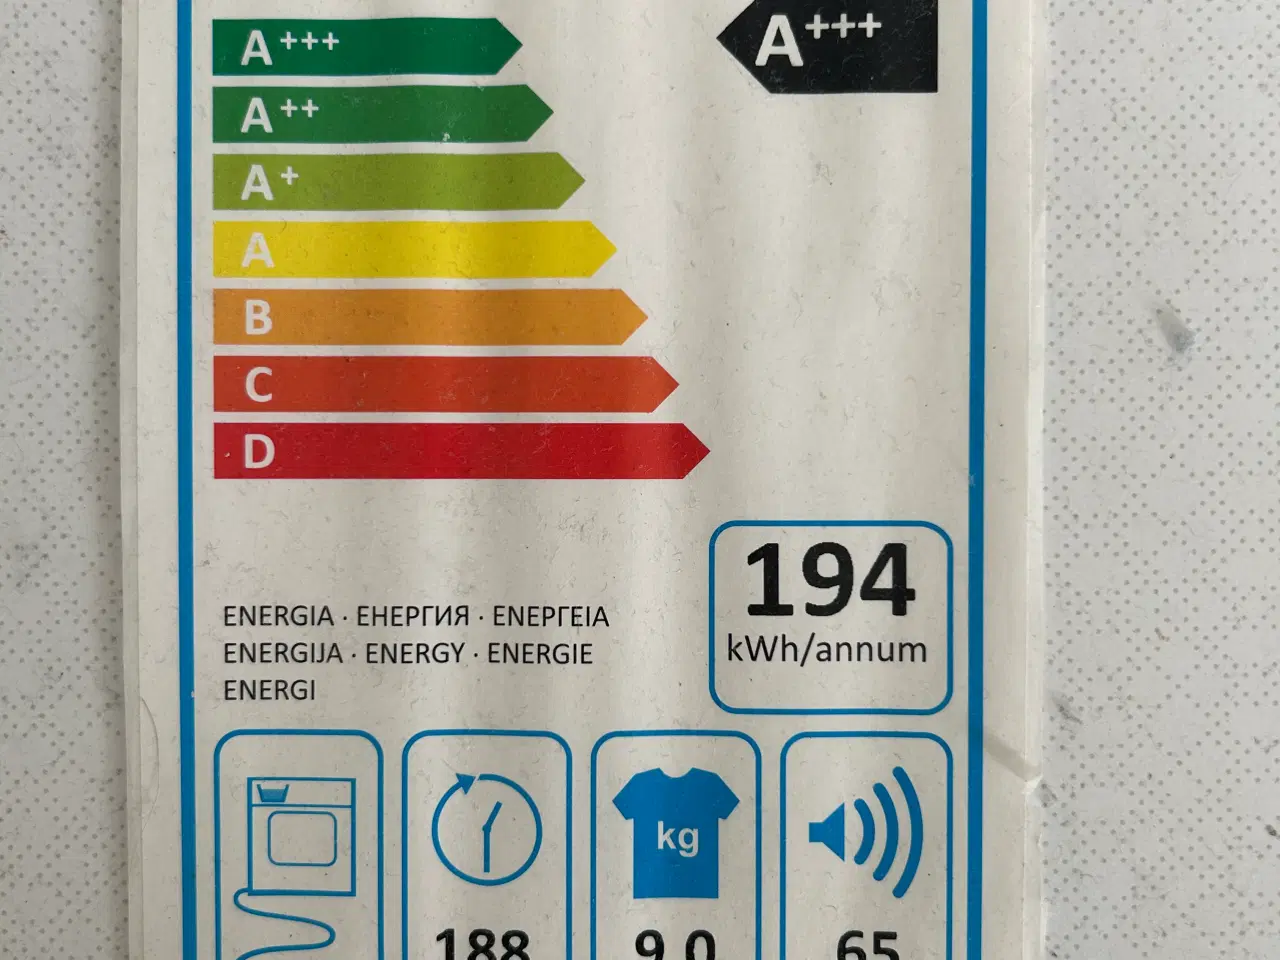 A+++
A+++
A++
A+
A
B
C
D
194
kWh/annum
ENERGIA · ЕНЕРГИЯ · ΕΝΕΡΓΕΙΑ
ENERGIJA · ENERGY · ENERGIE
ENERGI
kg
188
9.0
65